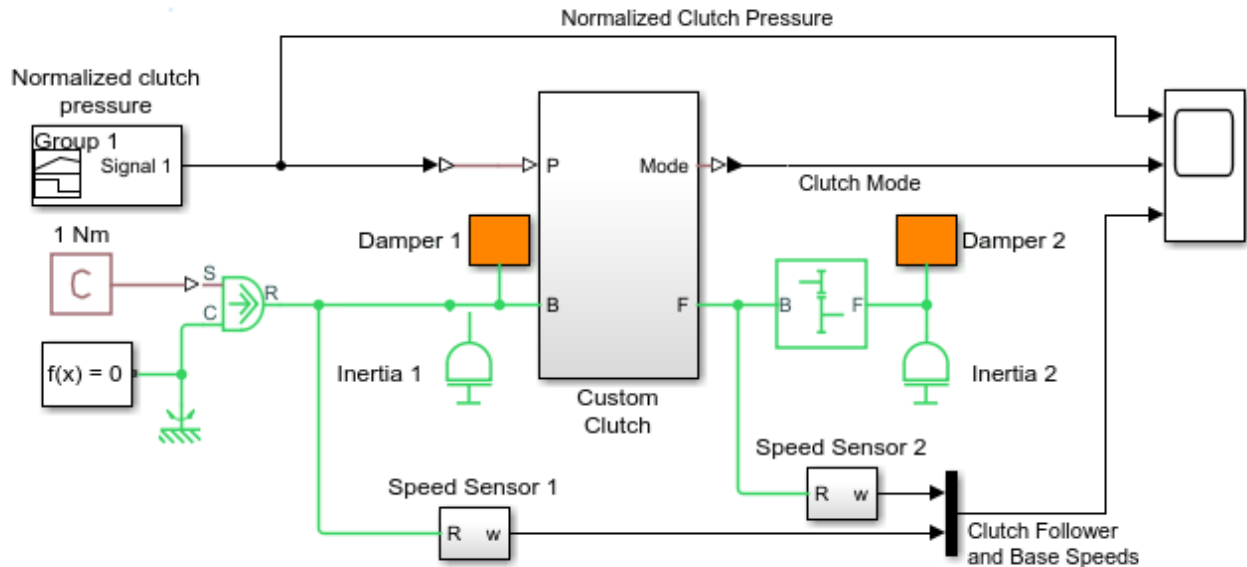 Normalized Clutch Pressure
Normalized clutch
pressure
Group 1
Signal 1
P
Mode
Clutch Mode
1 Nm
C
S
C
R
Damper 1
B
F
B
F
Damper 2
f(x) = 0
Inertia 1
Inertia 2
Custom
Clutch
Speed Sensor 2
R
w
Speed Sensor 1
R
w
Clutch Follower
and Base Speeds